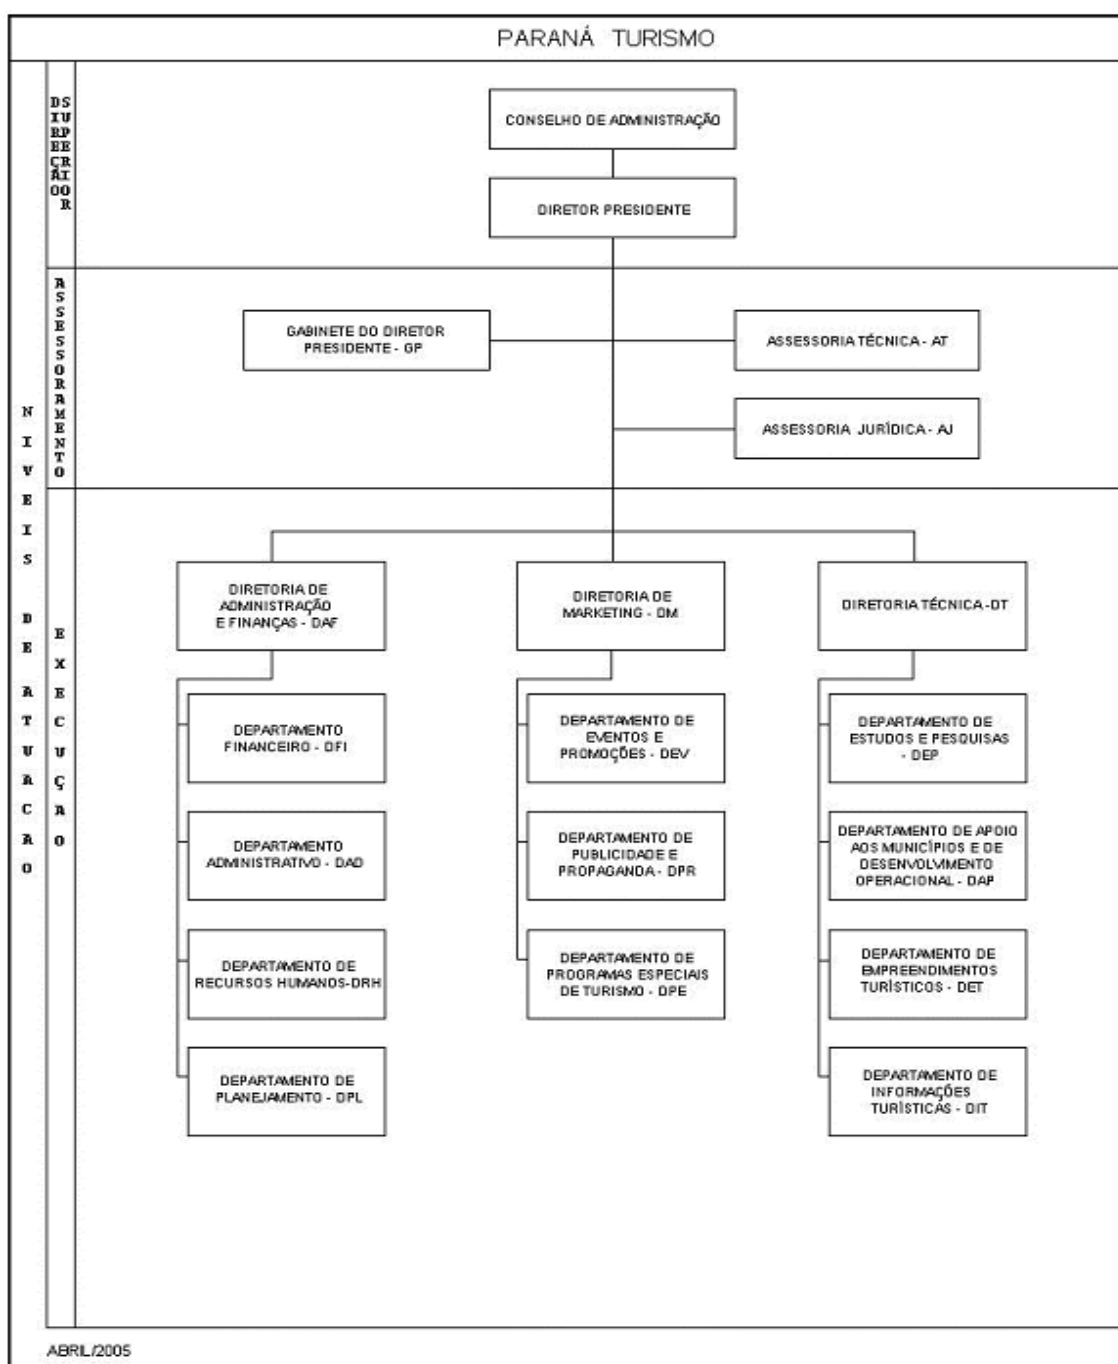 PARANÁ TURISMO
NIVEIS DE ATUACAO
DIREÇÃO
SUPERIOR
CONSELHO DE ADMINISTRAÇÃO
DIRETOR PRESIDENTE
ASSESSORAMENTO
GABINETE DO DIRETOR
PRESIDENTE - GP
ASSESSORIA TÉCNICA - AT
ASSESSORIA JURÍDICA - AJ
EXECUÇAO
DIRETORIA DE
ADMINISTRAÇÃO
E FINANÇAS - DAF
DIRETORIA DE
MARKETING - DM
DIRETORIA TÉCNICA -DT
DEPARTAMENTO
FINANCEIRO - DFI
DEPARTAMENTO DE
EVENTOS E
PROMOÇÕES - DEV
DEPARTAMENTO DE
ESTUDOS E PESQUISAS
- DEP
DEPARTAMENTO
ADMINISTRATIVO - DAD
DEPARTAMENTO DE
PUBLICIDADE E
PROPAGANDA - DPR
DEPARTAMENTO DE APOIO
AOS MUNICÍPIOS E DE
DESENVOLVIMENTO
OPERACIONAL - DAP
DEPARTAMENTO DE
RECURSOS HUMANOS-DRH
DEPARTAMENTO DE
PROGRAMAS ESPECIAIS
DE TURISMO - DPE
DEPARTAMENTO DE
EMPREENDIMENTOS
TURÍSTICOS - DET
DEPARTAMENTO DE
PLANEJAMENTO - DPL
DEPARTAMENTO DE
INFORMAÇÕES
TURÍSTICAS - DIT
ABRIL/2005